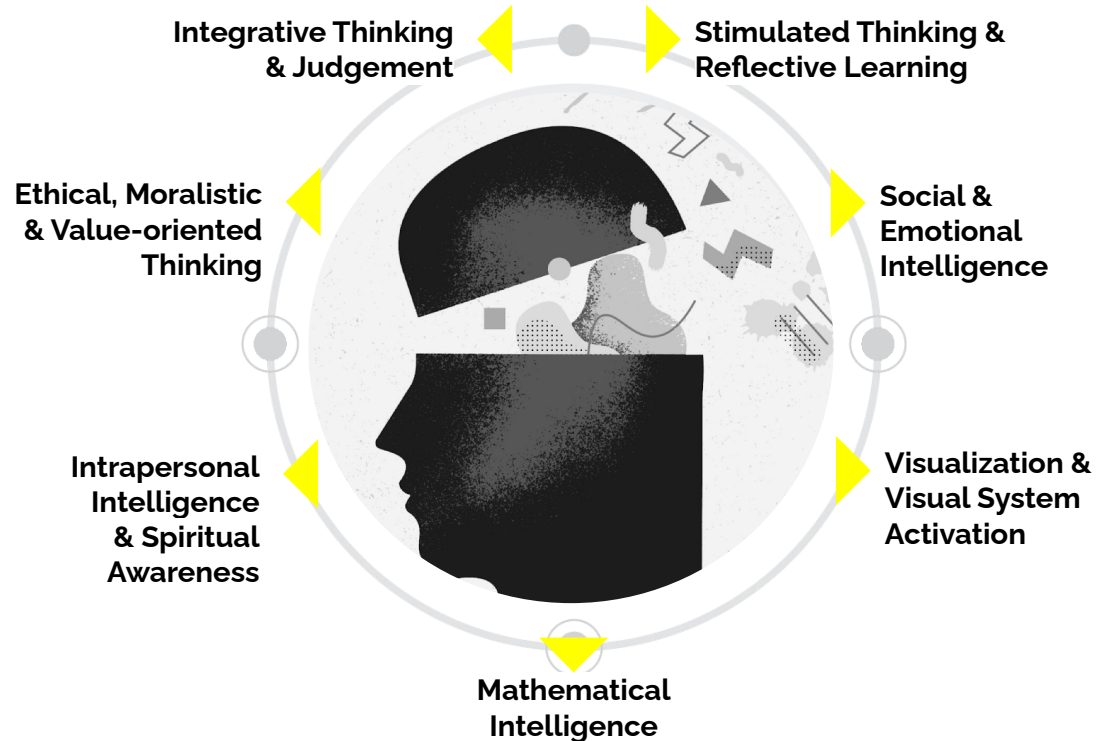 Integrative Thinking
& Judgement
Stimulated Thinking &
Reflective Learning
Ethical, Moralistic
& Value-oriented
Thinking
Social &
Emotional
Intelligence
Intrapersonal
Intelligence
& Spiritual
Awareness
Visualization &
Visual System
Activation
Mathematical
Intelligence